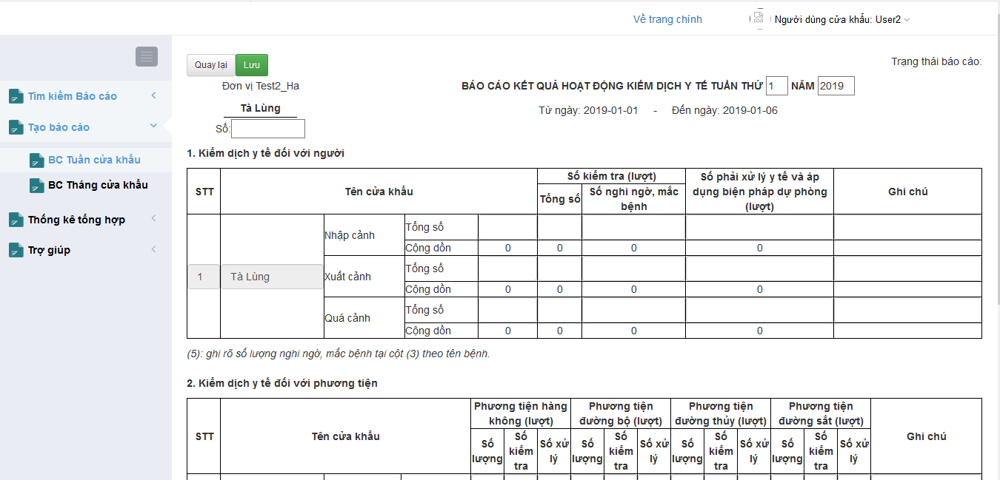 Về trang chính
Người dùng cửa khẩu: User2
Tìm kiếm Báo cáo
Tạo báo cáo
BC Tuần cửa khẩu
BC Tháng cửa khẩu
Thống kê tổng hợp
Trợ giúp
Quay lại Lưu
Trạng thái báo cáo:
Đơn vị Test2_Ha
BÁO CÁO KẾT QUẢ HOẠT ĐỘNG KIỂM DỊCH Y TẾ TUẦN THỨ 1 NĂM 2019
Tà Lùng
Từ ngày: 2019-01-01 - Đến ngày: 2019-01-06
Số:
1. Kiểm dịch y tế đối với người
STT
Tên cửa khẩu
Số kiểm tra (lượt)
Tổng số
Số nghi ngờ, mắc
bệnh
Số phải xử lý y tế và áp
dụng biện pháp dự phòng
(lượt)
Ghi chú
1
Tà Lùng
Nhập cảnh
Tổng số
Cộng dồn 0 0 0 0
Xuất cảnh
Tổng số
Cộng dồn 0 0 0 0
Quá cảnh
Tổng số
Cộng dồn 0 0 0 0
(5): ghi rõ số lượng nghi ngờ, mắc bệnh tại cột (3) theo tên bệnh.
2. Kiểm dịch y tế đối với phương tiện
STT
Tên cửa khẩu
Phương tiện hàng
không (lượt)
Phương tiện
đường bộ (lượt)
Phương tiện
đường thủy (lượt)
Phương tiện
đường sắt (lượt)
Ghi chú
Số
lượng
Số
kiểm
tra
Số xử
lý
Số
lượng
Số
kiểm
tra
Số xử
lý
Số
lượng
Số
kiểm
tra
Số xử
lý
Số
lượng
Số
kiểm
tra
Số xử
lý